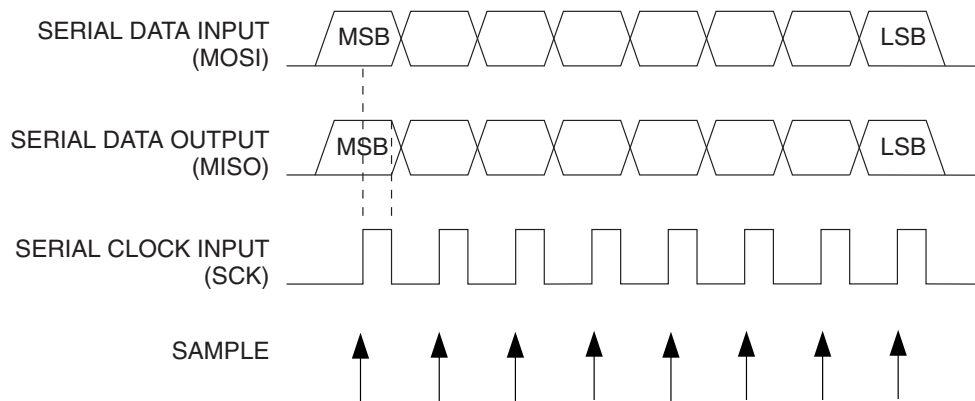 SERIAL DATA INPUT
(MOSI)
MSB
LSB
SERIAL DATA OUTPUT
(MISO)
MSB
LSB
SERIAL CLOCK INPUT
(SCK)
SAMPLE